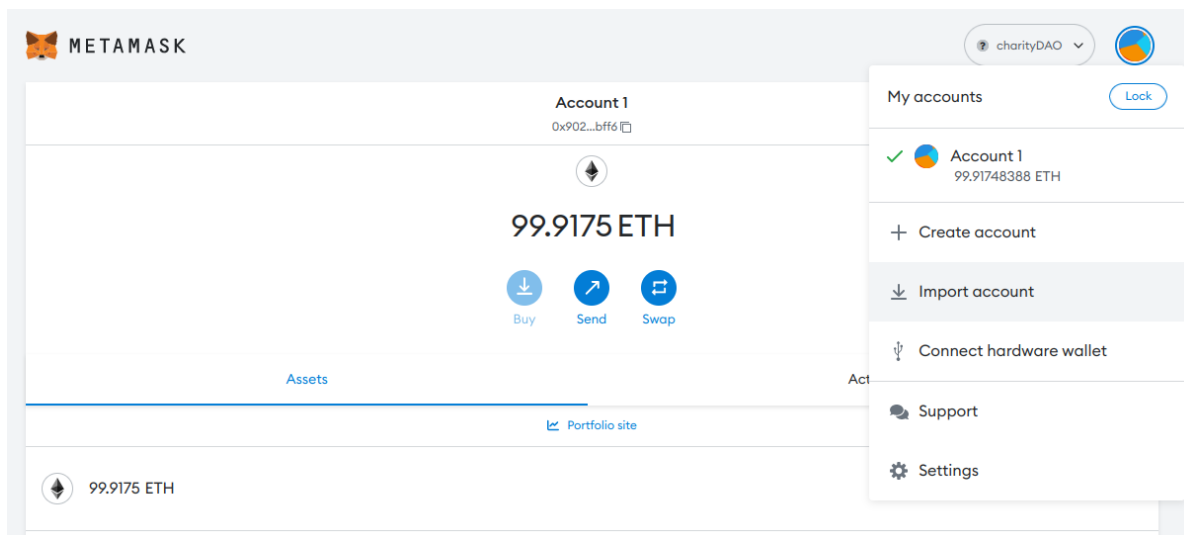 METAMASK
charityDAO
Account 1
0x902...bff6
99.9175 ETH
Buy
Send
Swap
Assets
Act
Portfolio site
99.9175 ETH
My accounts
Lock
Account 1
99.91748388 ETH
Create account
Import account
Connect hardware wallet
Support
Settings